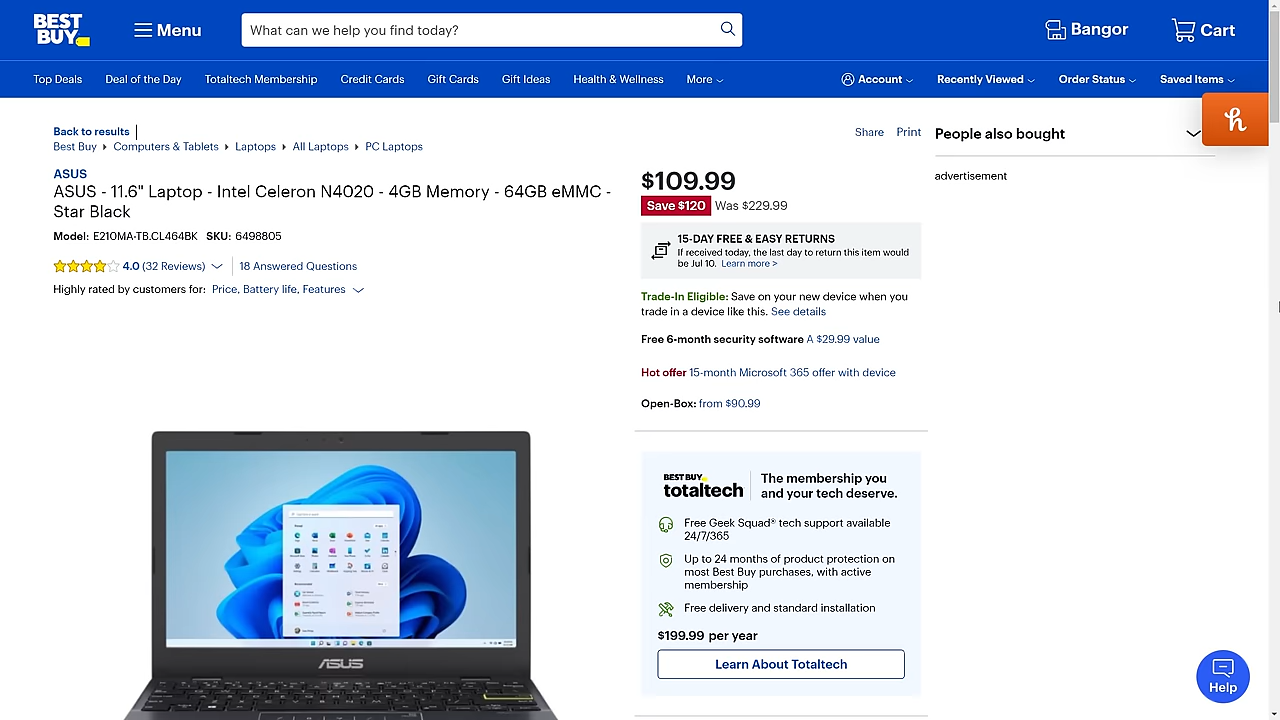 BEST BUY
Menu
What can we help you find today?
Bangor
Cart
Top Deals
Deal of the Day
Totaltech Membership
Credit Cards
Gift Cards
Gift Ideas
Health & Wellness
More
Account
Recently Viewed
Order Status
Saved Items
Back to results
Best Buy
Computers & Tablets
Laptops
All Laptops
PC Laptops
Share
Print
People also bought
advertisement
ASUS
ASUS - 11.6" Laptop - Intel Celeron N4020 - 4GB Memory - 64GB eMMC -
Star Black
Model: E210MA-TB.CL464BK SKU: 6498805
4.0 (32 Reviews)
18 Answered Questions
Highly rated by customers for: Price, Battery life, Features
$109.99
Save $120 Was $229.99
15-DAY FREE & EASY RETURNS
If received today, the last day to return this item would
be Jul 10. Learn more >
Trade-In Eligible: Save on your new device when you
trade in a device like this. See details
Free 6-month security software A $29.99 value
Hot offer 15-month Microsoft 365 offer with device
Open-Box: from $90.99
BEST BUY
totaltech
The membership you
and your tech deserve.
Free Geek Squad® tech support available
24/7/365
Up to 24 months of product protection on
most Best Buy purchases, with active
membership
Free delivery and standard installation
$199.99 per year
Learn About Totaltech
ASUS
Help